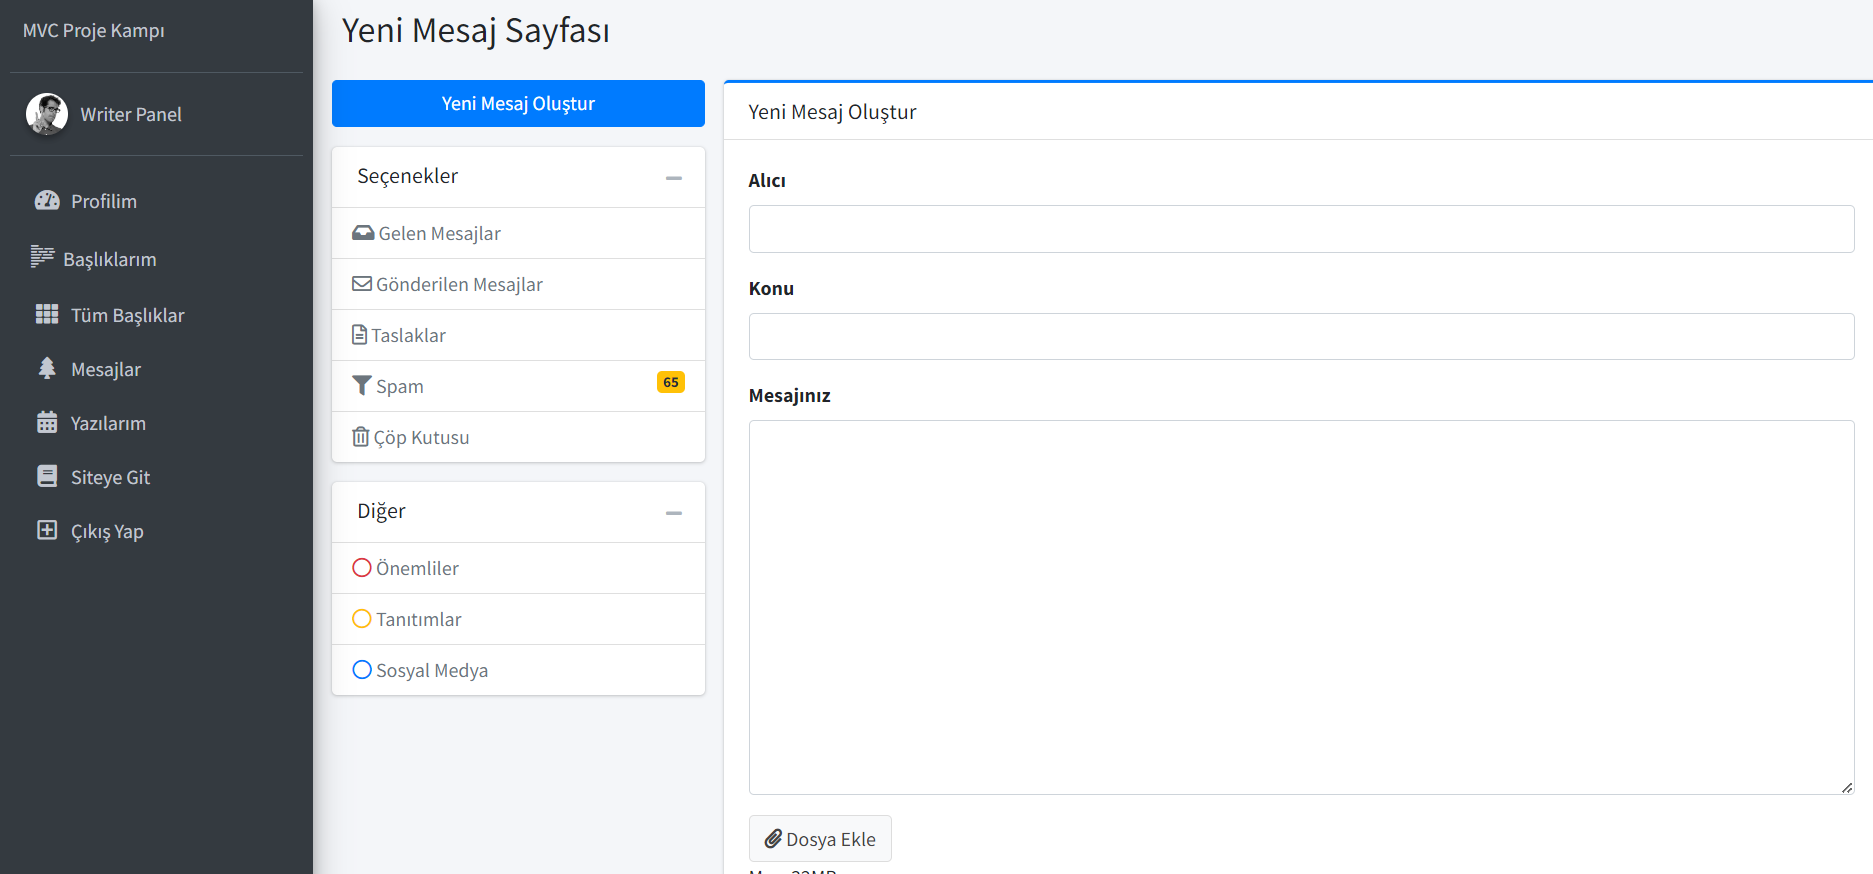 MVC Proje Kampı
Writer Panel
Profilim
Başlıklarım
Tüm Başlıklar
Mesajlar
Yazılarım
Siteye Git
Çıkış Yap
Yeni Mesaj Sayfası
Yeni Mesaj Oluştur
Seçenekler
Gelen Mesajlar
Gönderilen Mesajlar
Taslaklar
Spam 65
Çöp Kutusu
Diğer
Önemliler
Tanıtımlar
Sosyal Medya
Yeni Mesaj Oluştur
Alıcı
Konu
Mesajınız
Dosya Ekle